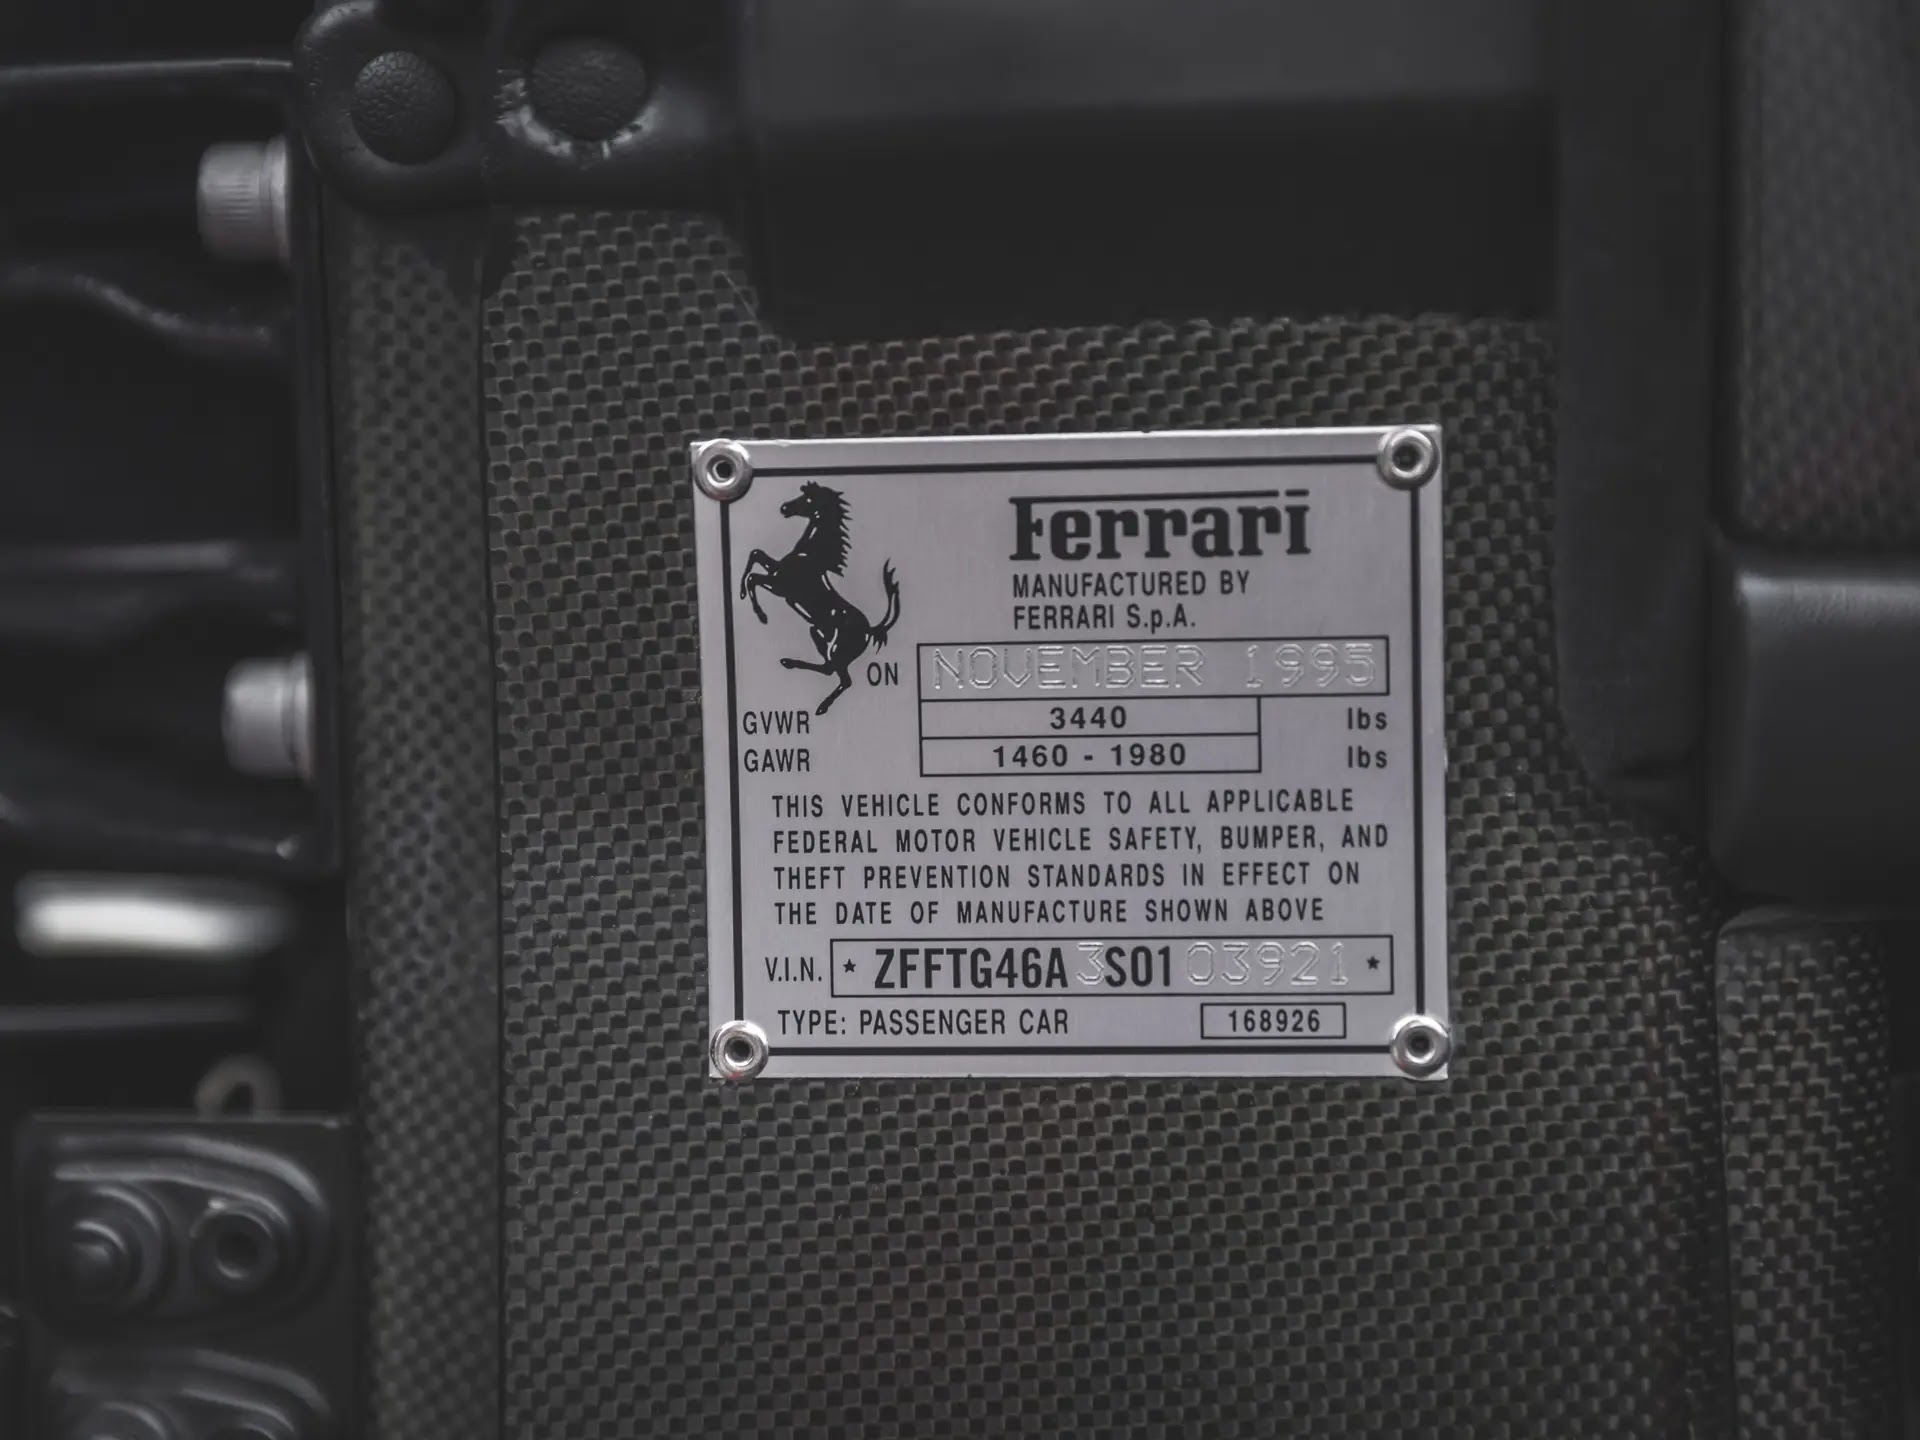 Ferrari
MANUFACTURED BY
FERRARI S.p.A.
ON NOVEMBER 1995
GVWR 3440 lbs
GAWR 1460 - 1980 lbs
THIS VEHICLE CONFORMS TO ALL APPLICABLE
FEDERAL MOTOR VEHICLE SAFETY, BUMPER, AND
THEFT PREVENTION STANDARDS IN EFFECT ON
THE DATE OF MANUFACTURE SHOWN ABOVE
V.I.N. ★ ZFFTG46A3S0103921 ★
TYPE: PASSENGER CAR 168926